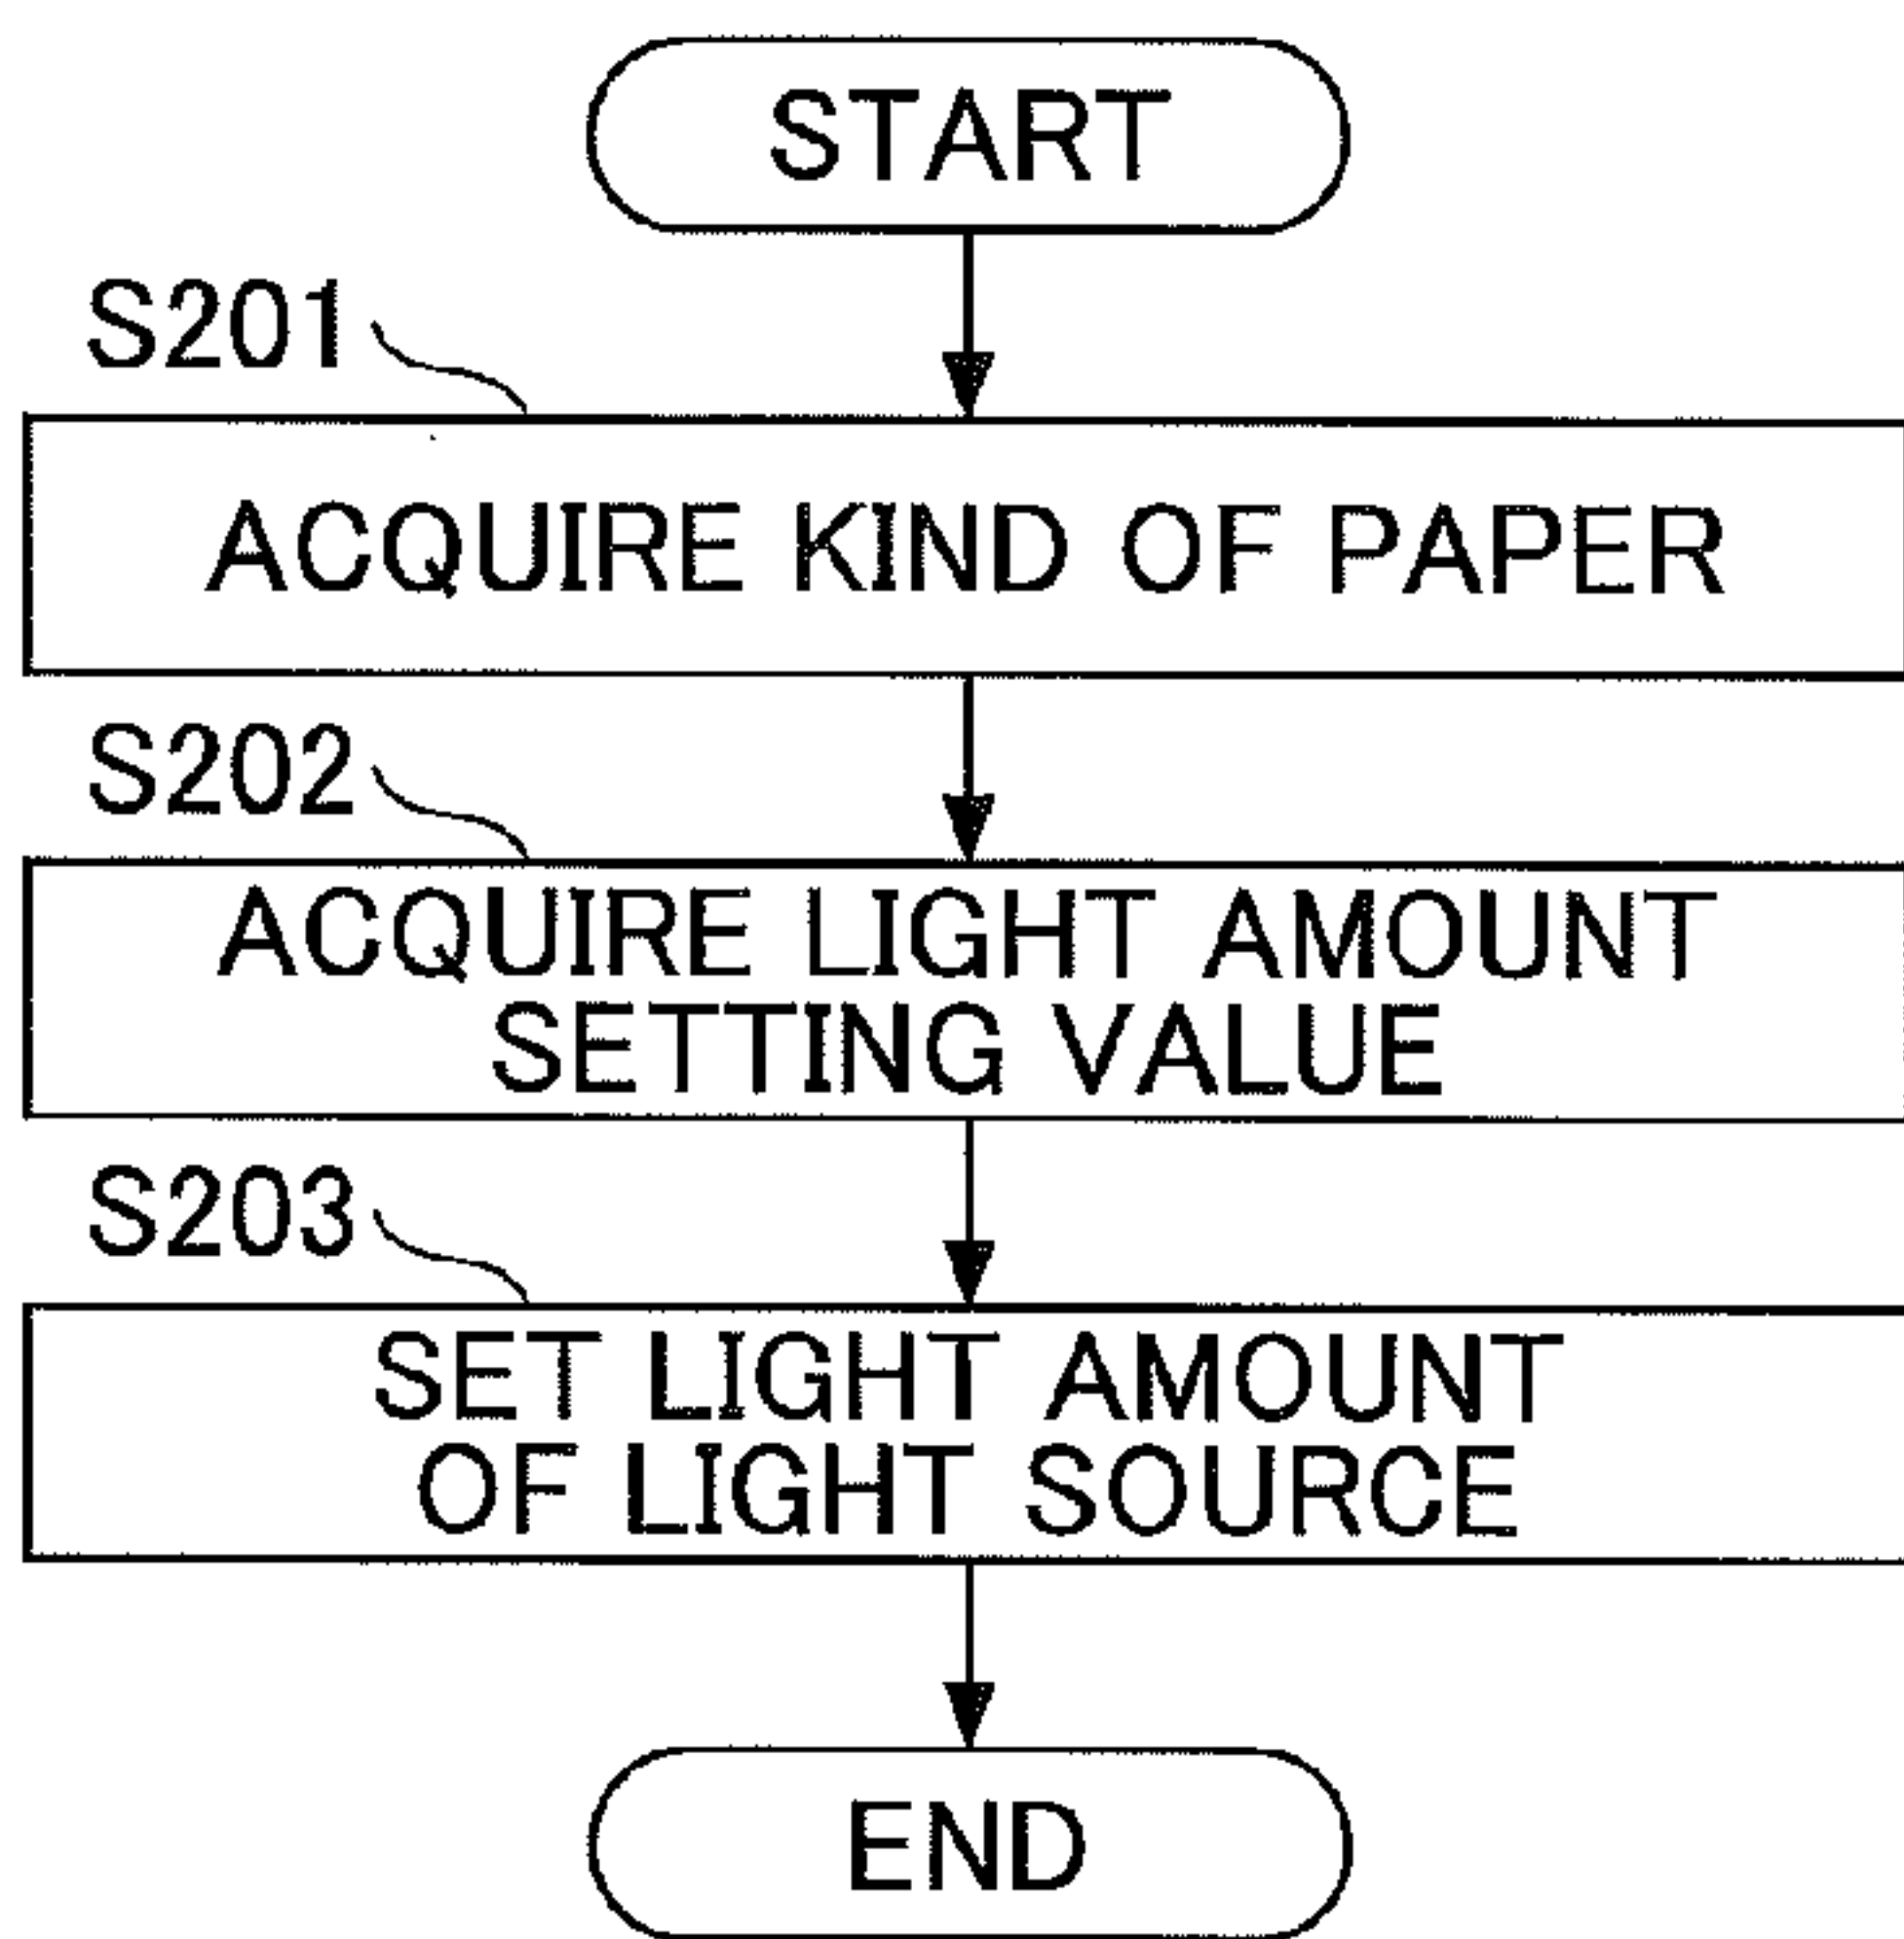 START
S201
ACQUIRE KIND OF PAPER
S202
ACQUIRE LIGHT AMOUNT
SETTING VALUE
S203
SET LIGHT AMOUNT
OF LIGHT SOURCE
END